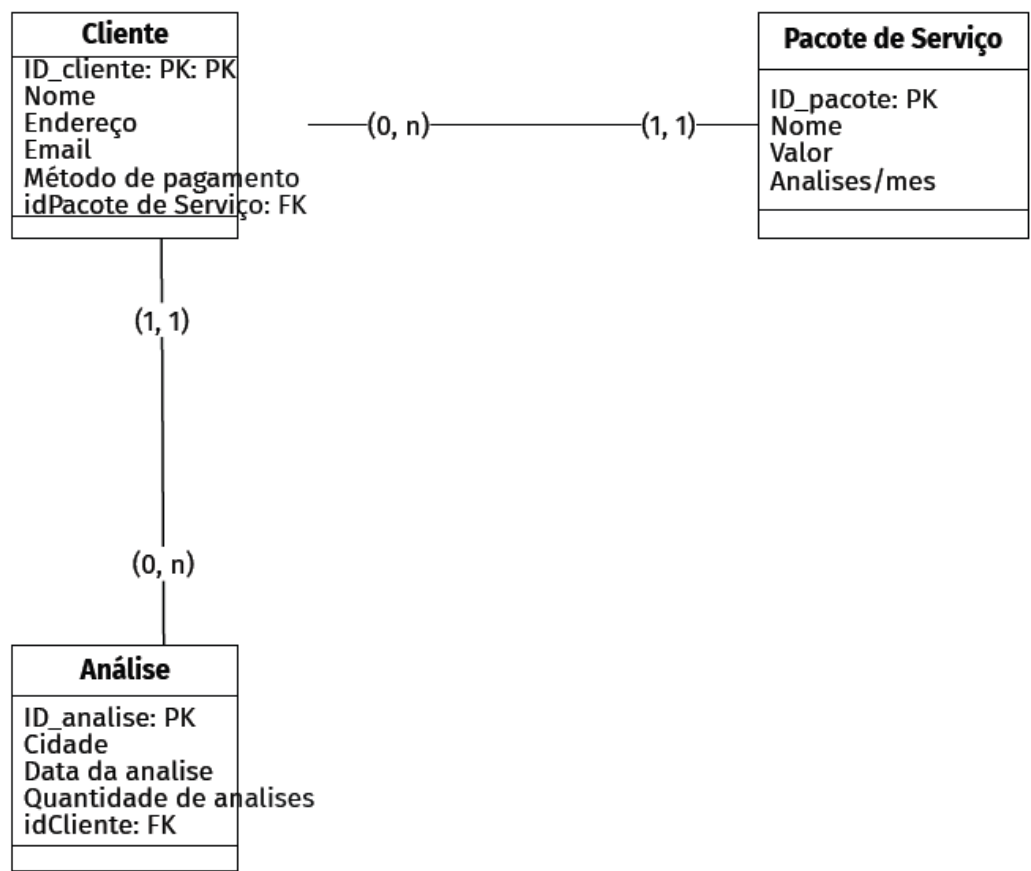 Cliente
ID_cliente: PK: PK
Nome
Endereço
Email
Método de pagamento
idPacote de Serviço: FK
(0, n)
(1, 1)
Pacote de Serviço
ID_pacote: PK
Nome
Valor
Analises/mes
(1, 1)
(0, n)
Análise
ID_analise: PK
Cidade
Data da analise
Quantidade de analises
idCliente: FK